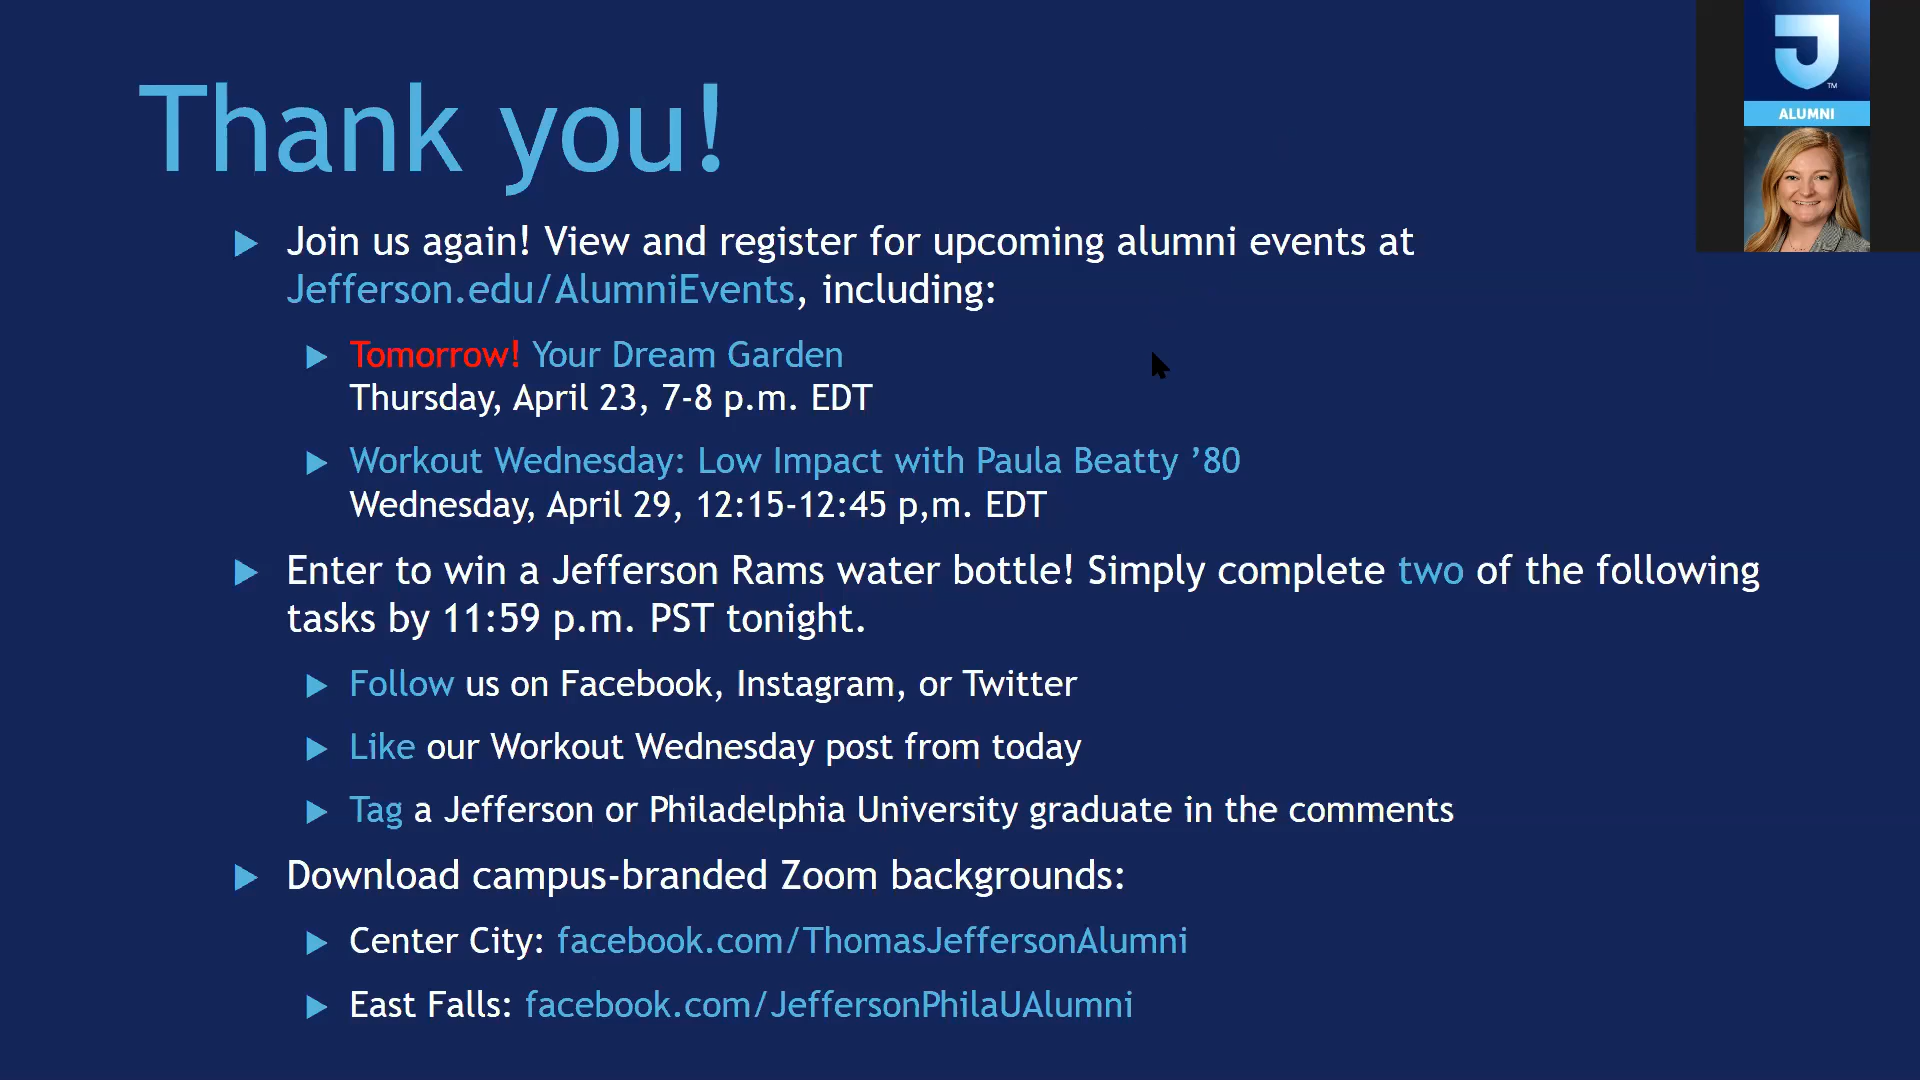 Thank you!
Join us again! View and register for upcoming alumni events at
Jefferson.edu/AlumniEvents, including:
Tomorrow! Your Dream Garden
Thursday, April 23, 7-8 p.m. EDT
Workout Wednesday: Low Impact with Paula Beatty ’80
Wednesday, April 29, 12:15-12:45 p,m. EDT
Enter to win a Jefferson Rams water bottle! Simply complete two of the following
tasks by 11:59 p.m. PST tonight.
Follow us on Facebook, Instagram, or Twitter
Like our Workout Wednesday post from today
Tag a Jefferson or Philadelphia University graduate in the comments
Download campus-branded Zoom backgrounds:
Center City: facebook.com/ThomasJeffersonAlumni
East Falls: facebook.com/JeffersonPhilaUAlumni
J TM
ALUMNI